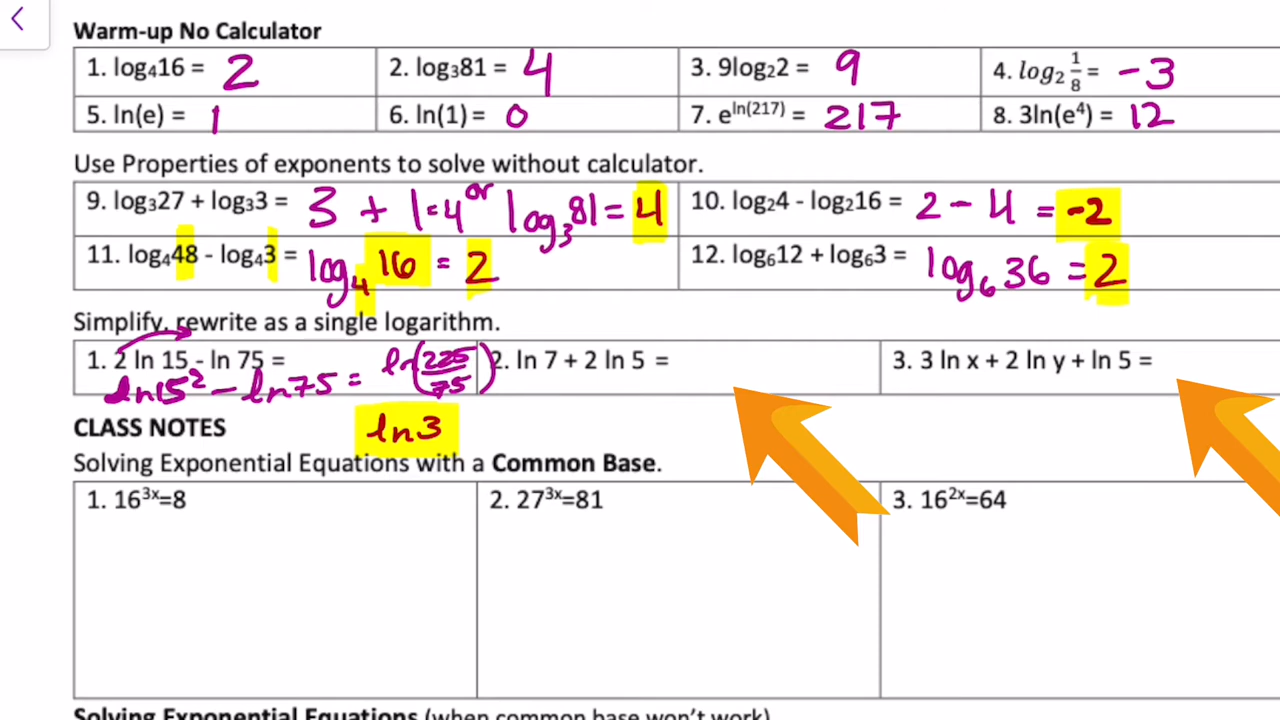 Warm-up No Calculator
1. log₄16 = 2
2. log₃81 = 4
3. 9log₂2 = 9
4. log₂ 1/8 = -3
5. ln(e) = 1
6. ln(1) = 0
7. e^ln(217) = 217
8. 3ln(e⁴) = 12
Use Properties of exponents to solve without calculator.
9. log₃27 + log₃3 = 3 + 1=4 or log₃81=4
10. log₂4 - log₂16 = 2-4 = -2
11. log₄48 - log₄3 = log₄ 16 = 2
12. log₆12 + log₆3 = log₆36 = 2
Simplify, rewrite as a single logarithm.
1. 2 ln 15 - ln 75 =
ln15² - ln75 = ln(225/75)
ln3
2. ln 7 + 2 ln 5 =
3. 3 ln x + 2 ln y + ln 5 =
CLASS NOTES
Solving Exponential Equations with a Common Base.
1. 16³ˣ=8
2. 27³ˣ=81
3. 16²ˣ=64
Solving Exponential Equations (when common base won't work)